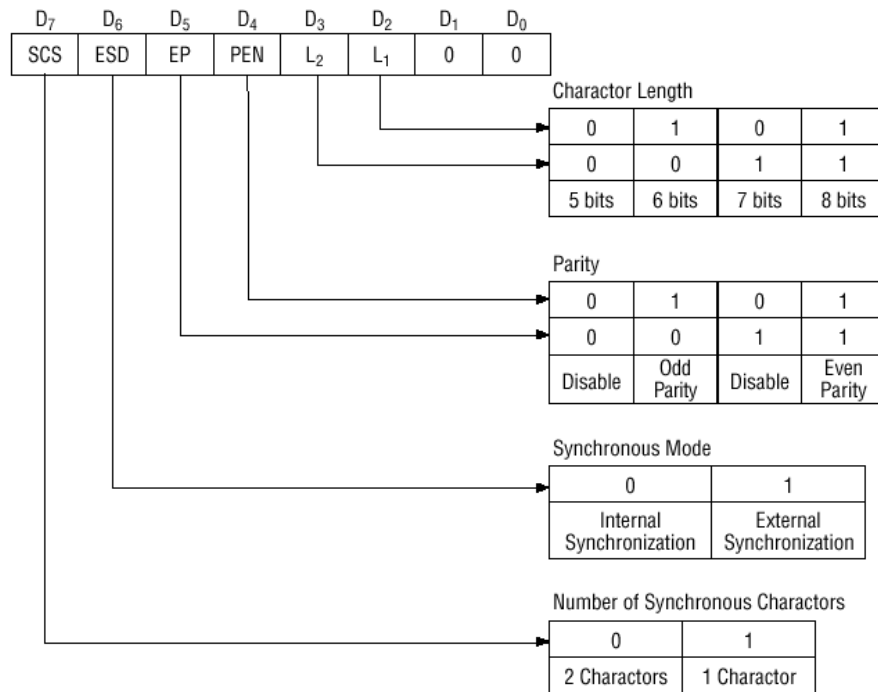 D7 D6 D5 D4 D3 D2 D1 D0
SCS ESD EP PEN L2 L1 0 0
Charactor Length
0 1 0 1
0 0 1 1
5 bits 6 bits 7 bits 8 bits
Parity
0 1 0 1
0 0 1 1
Disable Odd Parity Disable Even Parity
Synchronous Mode
0 1
Internal Synchronization External Synchronization
Number of Synchronous Charactors
0 1
2 Charactors 1 Charactor